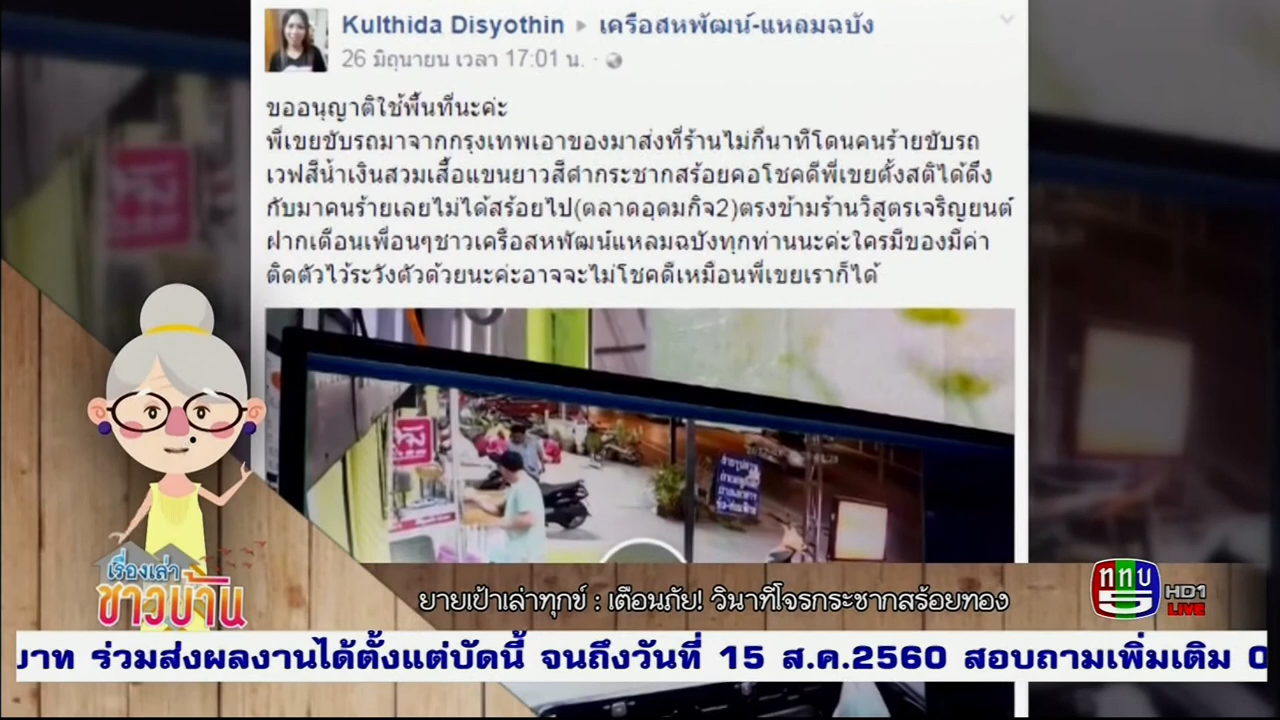 Kulthida Disyothin ▸ เครือสหพัฒน์-แหลมฉบัง
26 มิถุนายน เวลา 17:01 น. ·
ขออนุญาติใช้พื้นที่นะค่ะ
พี่เขยขับรถมาจากกรุงเทพเอาของมาส่งที่ร้านไม่กี่นาทีโดนคนร้ายขับรถ
เวฟสีน้ำเงินสวมเสื้อแขนยาวสีดำกระชากสร้อยคอโชคดีพี่เขยตั้งสติได้ดึง
กับมาคนร้ายเลยไม่ได้สร้อยไป(ตลาดอุดมกิจ2)ตรงข้ามร้านวิสูตรเจริญยนต์
ฝากเตือนเพื่อนๆชาวเครือสหพัฒน์แหลมฉบังทุกท่านนะค่ะใครมีของมีค่า
ติดตัวไว้ระวังตัวด้วยนะค่ะอาจจะไม่โชคดีเหมือนพี่เขยเราก็ได้
เรื่องเล่า
ชาวบ้าน
ยายเป้าเล่าทุกข์ : เตือนภัย! วินาทีโจรกระชากสร้อยทอง
ททบ
5
HD1
LIVE
บาท ร่วมส่งผลงานได้ตั้งแต่บัดนี้ จนถึงวันที่ 15 ส.ค.2560 สอบถามเพิ่มเติม 0